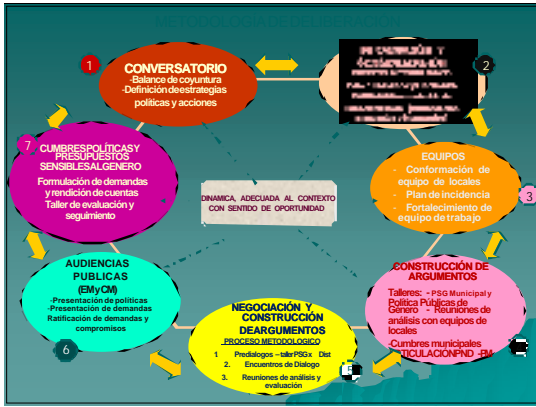 METODOLOGIA DE DELIBERACION
1
CONVERSATORIO
-Balance de coyuntura
-Definición de estrategias
políticas y acciones
2
7
CUMBRES POLÍTICAS Y
PRESUPUESTOS
SENSIBLES AL GENERO
Formulación de demandas
y rendición de cuentas
Taller de evaluación y
seguimiento
EQUIPOS
- Conformación de
equipo de locales
- Plan de incidencia
- Fortalecimiento de
equipo de trabajo
3
DINAMICA, ADECUADA AL CONTEXTO
CON SENTIDO DE OPORTUNIDAD
AUDIENCIAS
PUBLICAS
(EM y CM)
-Presentación de políticas
-Presentación de demandas
Ratificación de demandas y
compromisos
6
NEGOCIACIÓN Y
CONSTRUCCIÓN
DE ARGUMENTOS
PROCESO METODOLOGICO
1 Predialogos – taller PSG x Dist
2. Encuentros de Dialogo
3. Reuniones de análisis y
evaluación
CONSTRUCCIÓN DE
ARGUMENTOS
Talleres: - PSG Municipal y
Política Públicas de
Género - Reuniones de
análisis con equipos de
locales
-Cumbres municipales